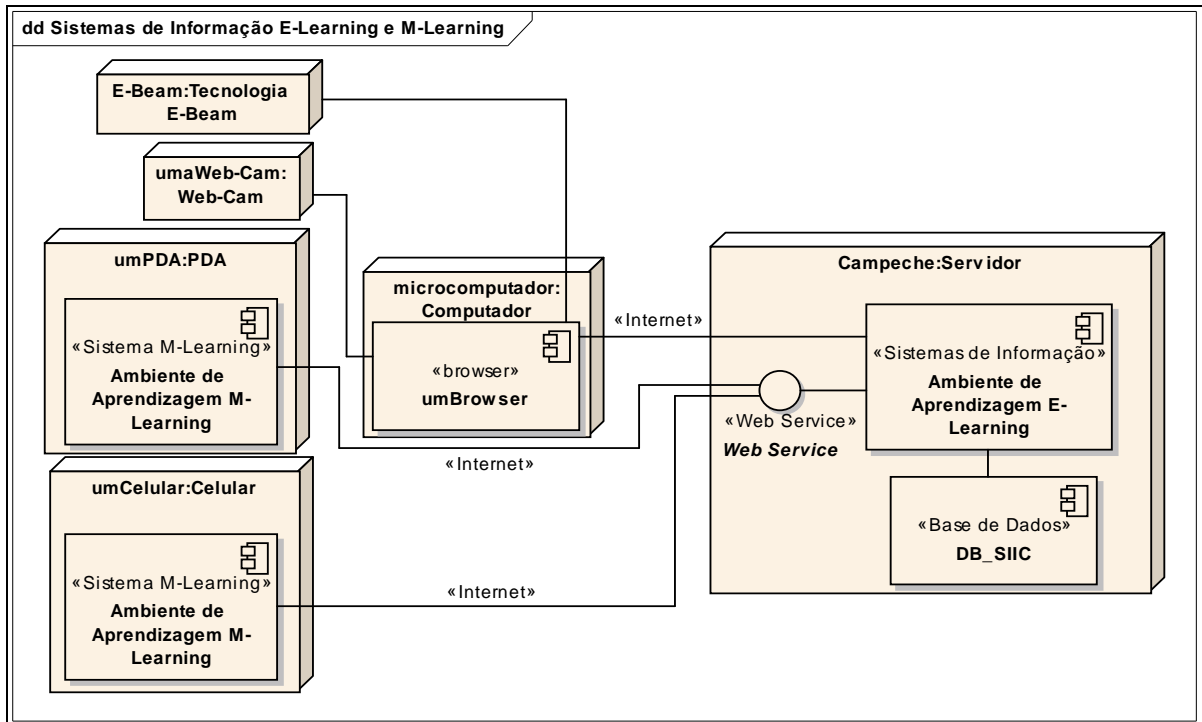 dd Sistemas de Informação E-Learning e M-Learning
E-Beam:Tecnologia
E-Beam
umaWeb-Cam:
Web-Cam
umPDA:PDA
«Sistema M-Learning»
Ambiente de
Aprendizagem M-
Learning
microcomputador:
Computador
«browser»
umBrowser
«Internet»
«Internet»
Campeche:Servidor
«Sistemas de Informação»
Ambiente de
Aprendizagem E-
Learning
«Web Service»
Web Service
«Base de Dados»
DB_SIIC
umCelular:Celular
«Sistema M-Learning»
Ambiente de
Aprendizagem M-
Learning
«Internet»